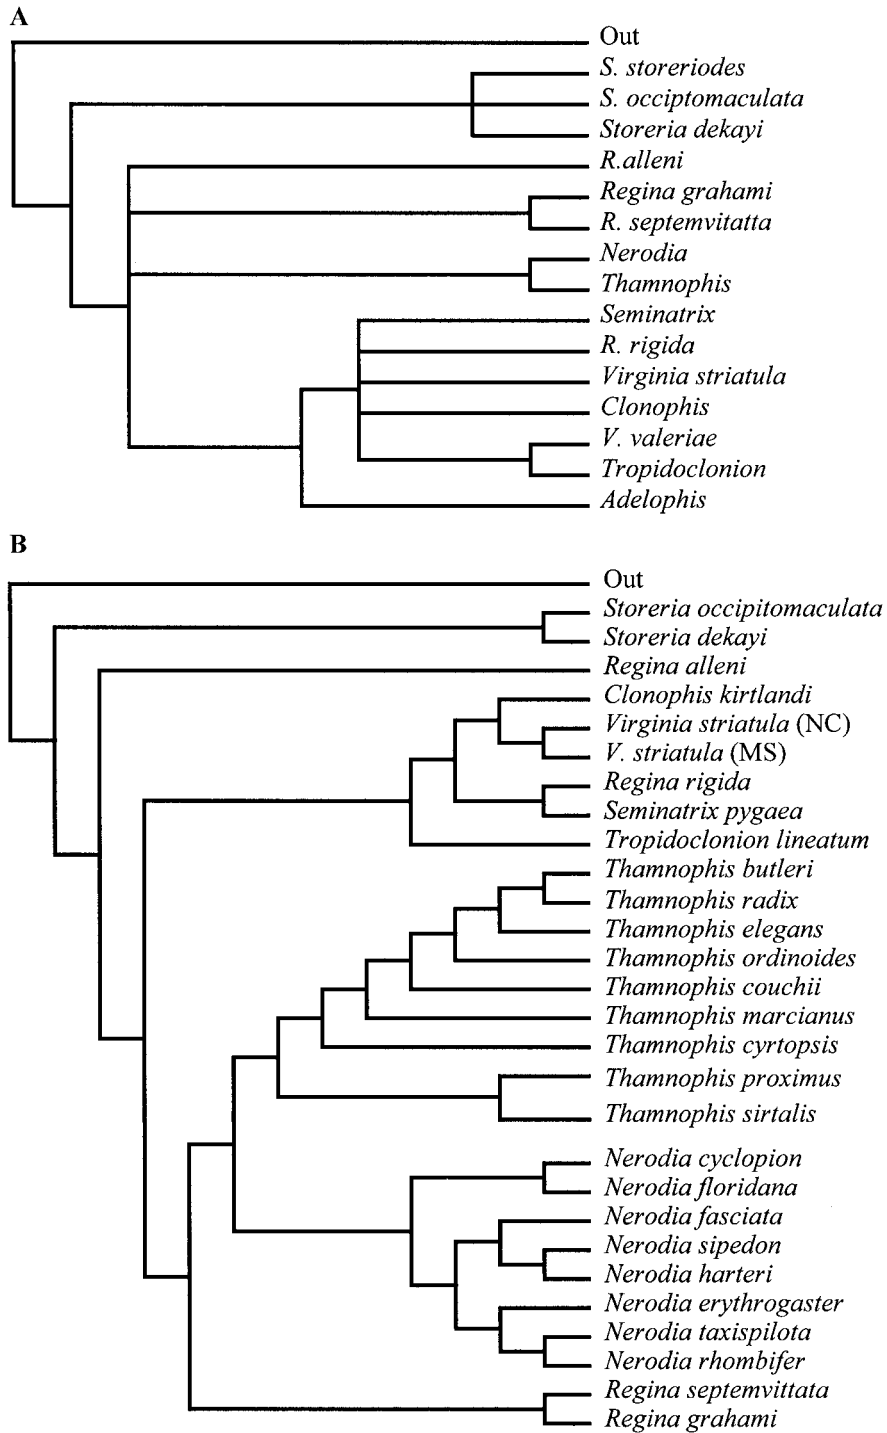 A
Out
S. storeriodes
S. occiptomaculata
Storeria dekayi
R.alleni
Regina grahami
R. septemvitatta
Nerodia
Thamnophis
Seminatrix
R. rigida
Virginia striatula
Clonophis
V. valeriae
Tropidoclonion
Adelophis
B
Out
Storeria occipitomaculata
Storeria dekayi
Regina alleni
Clonophis kirtlandi
Virginia striatula (NC)
V. striatula (MS)
Regina rigida
Seminatrix pygaea
Tropidoclonion lineatum
Thamnophis butleri
Thamnophis radix
Thamnophis elegans
Thamnophis ordinoides
Thamnophis couchii
Thamnophis marcianus
Thamnophis cyrtopsis
Thamnophis proximus
Thamnophis sirtalis
Nerodia cyclopion
Nerodia floridana
Nerodia fasciata
Nerodia sipedon
Nerodia harteri
Nerodia erythrogaster
Nerodia taxispilota
Nerodia rhombifer
Regina septemvittata
Regina grahami